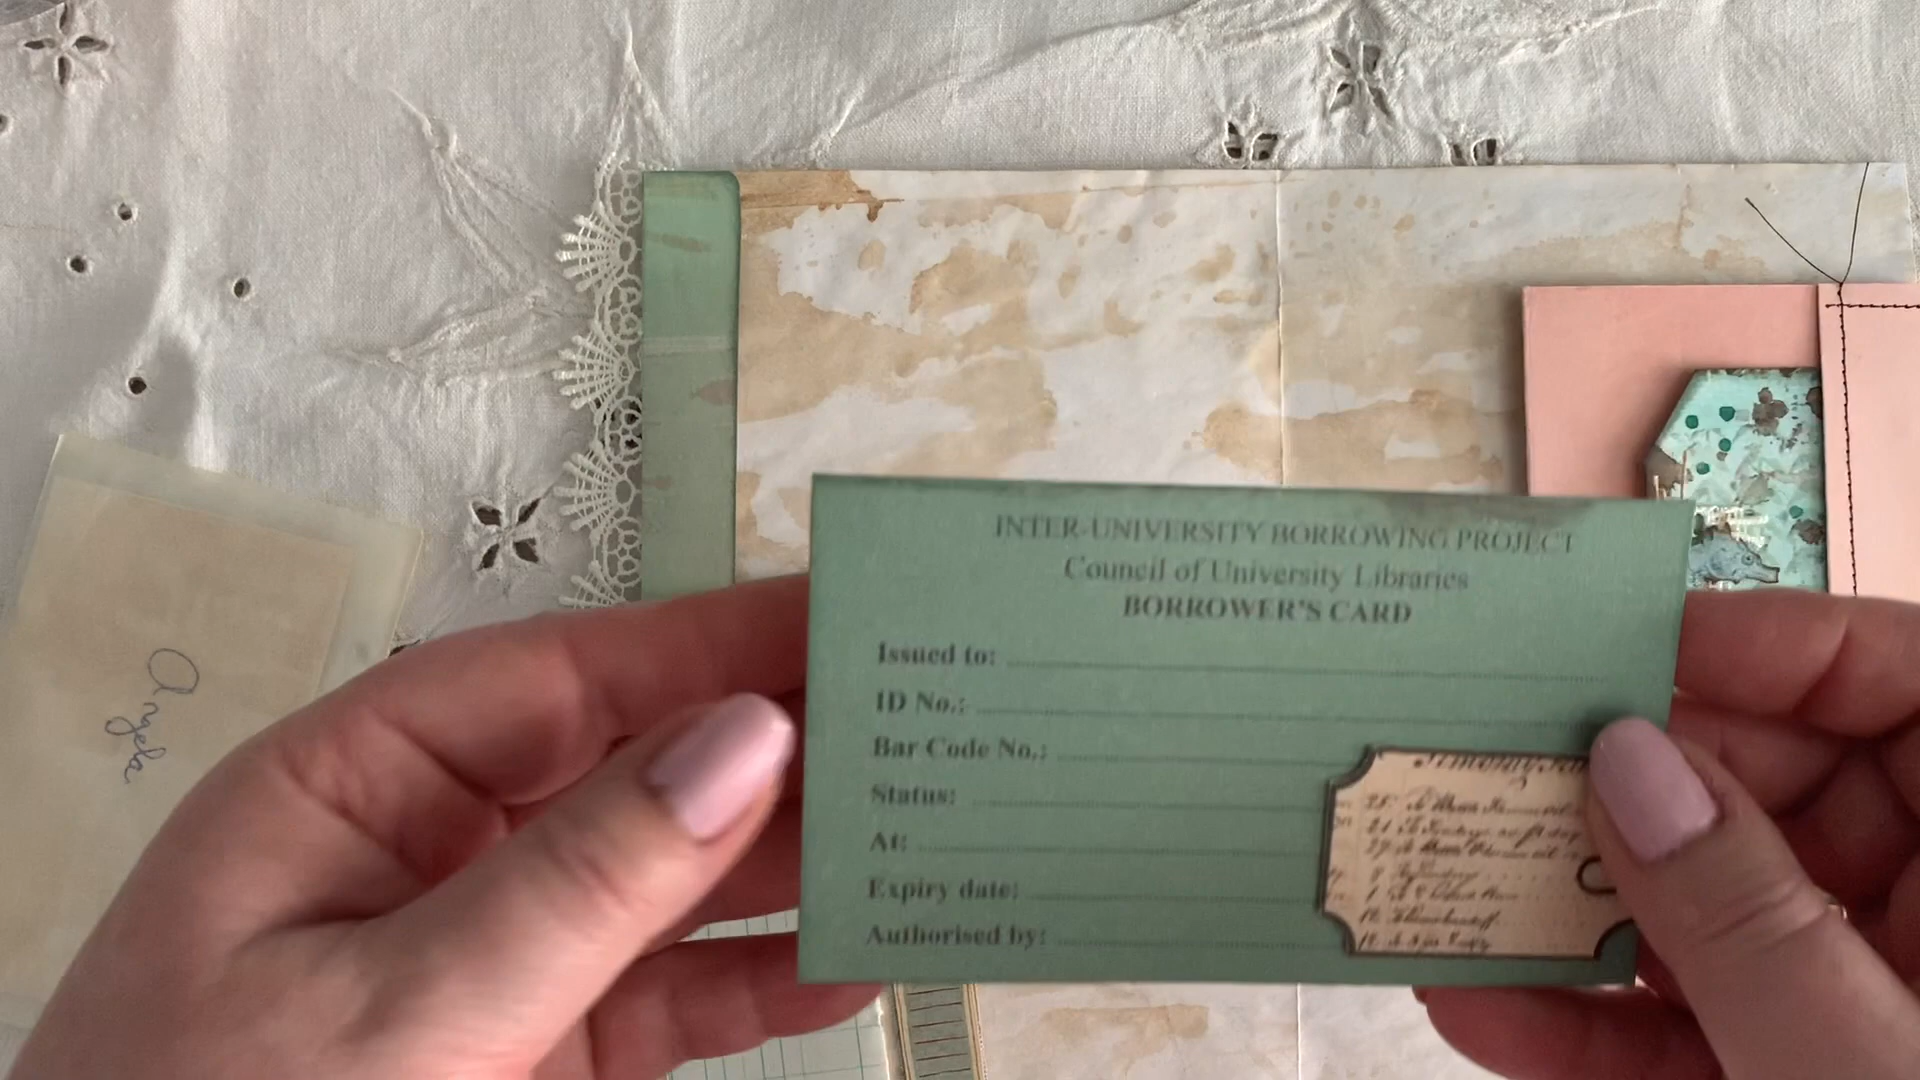 INTER-UNIVERSITY BORROWING PROJECT
Council of University Libraries
BORROWER'S CARD
Issued to:
ID No.:
Bar Code No.:
Status:
At:
Expiry date:
Authorised by:
Angela